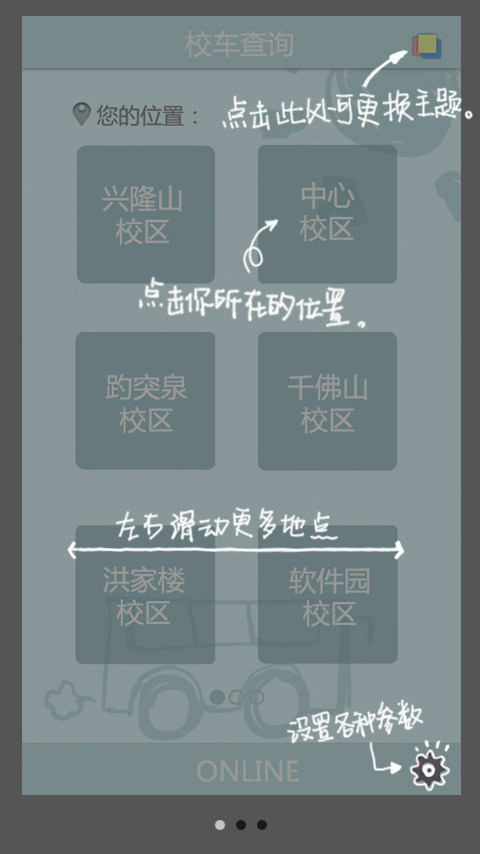 校车查询
点击此处可更换主题。
您的位置：
兴隆山
校区
中心
校区
点击你所在的位置。
趵突泉
校区
千佛山
校区
左右滑动更多地点
洪家楼
校区
软件园
校区
设置各种参数
ONLINE